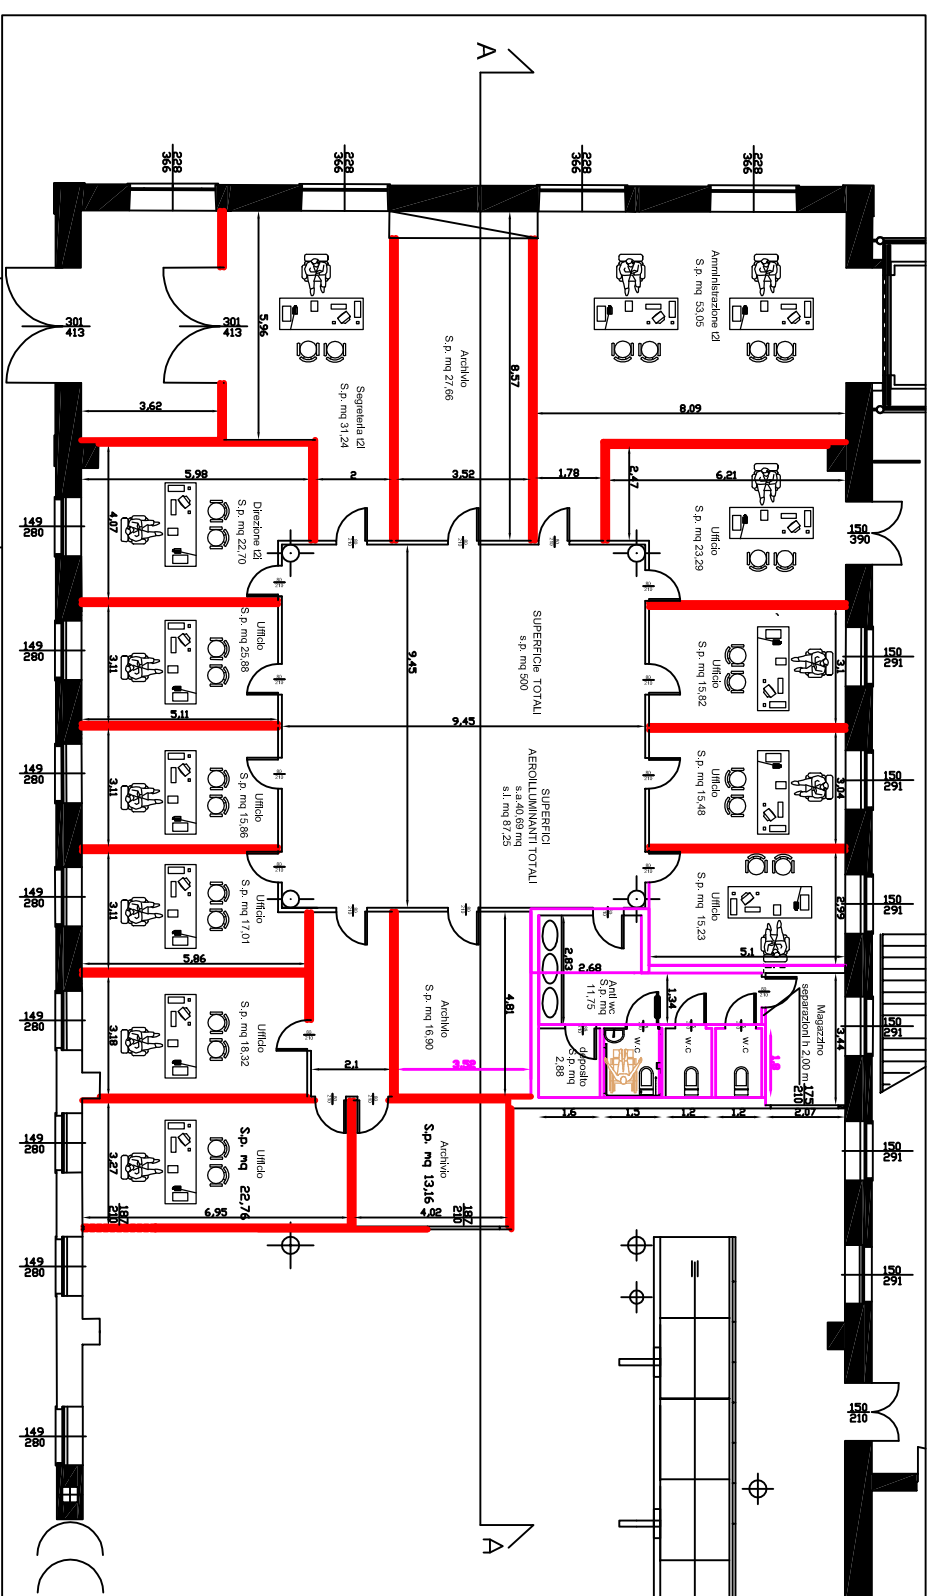 A
228
366
228
366
228
366
228
366
Amministrazione t2l
S.p. mq 53,05
Archivio
S.p. mq 27,66
Segreteria t2l
S.p. mq 31,24
301
413
301
413
5,96
8,57
3,62
8,09
5,98
2
3,52
1,78
2,47
6,21
Direzione t2l
S.p. mq 22,70
4,07
Ufficio
S.p. mq 23,29
149
280
150
390
Ufficio
S.p. mq 25,88
3,11
5,11
Ufficio
S.p. mq 15,82
3,1
149
280
150
291
SUPERFICIe TOTALI
s.p. mq 500
9,45
9,45
Ufficio
S.p. mq 15,86
3,11
Ufficio
S.p. mq 15,48
3,04
149
280
150
291
SUPERFICI
AEROILLUMINANTI TOTALI
s.a 40,69 mq
s.l. mq 87,25
Ufficio
S.p. mq 17,01
3,11
5,86
Ufficio
S.p. mq 15,23
2,99
5,1
149
280
150
291
2,83
2,68
Anti wc
S.p. mq
11,75
1,34
Magazzino
separazioni h 2,00 m
3,44
175
210
Ufficio
S.p. mq 18,32
3,18
2,1
Archivio
S.p. mq 16,90
4,81
3,52
deposito
S.p. mq
2,88
w.c
w.c
w.c
1,6
1,5
1,2
1,2
2,07
149
280
150
291
Ufficio
S.p. mq 22,76
3,27
6,95
187
210
Archivio
S.p. mq 13,16
4,02
187
210
149
280
150
291
149
280
150
291
149
280
150
210
A